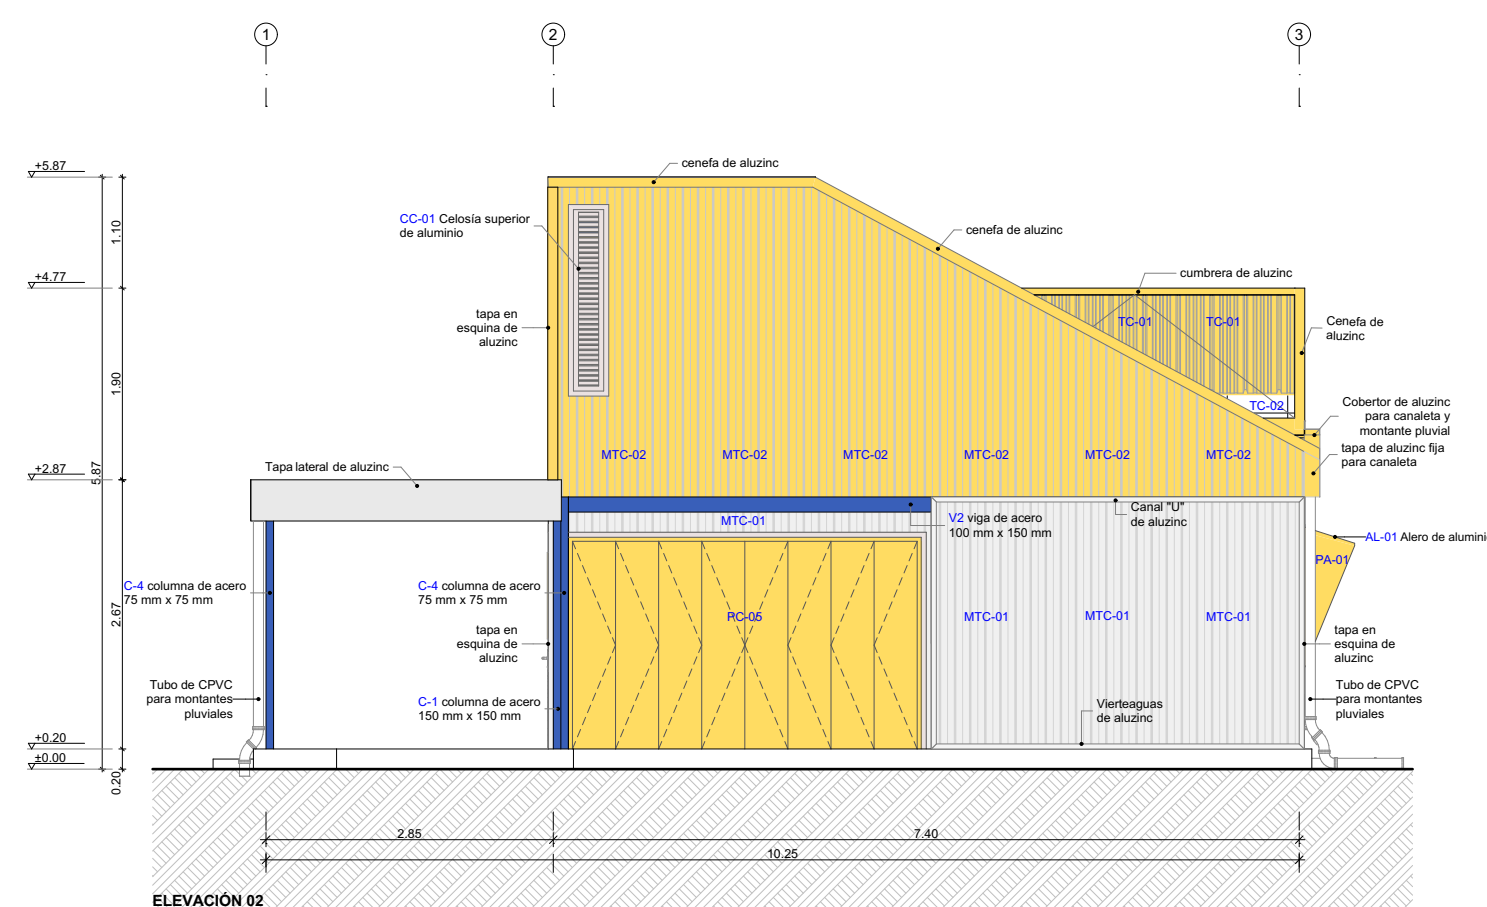 1
2
3
+5.87
cenefa de aluzinc
CC-01 Celosía superior
de aluminio
1.10
cenefa de aluzinc
+4.77
cumbrera de aluzinc
tapa en
esquina de
aluzinc
TC-01
TC-01
Cenefa de
aluzinc
1.90
TC-02
Cobertor de aluzinc
para canaleta y
montante pluvial
tapa de aluzinc fija
para canaleta
MTC-02
MTC-02
MTC-02
MTC-02
MTC-02
MTC-02
+2.87
5.87
Tapa lateral de aluzinc
Canal "U"
de aluzinc
MTC-01
V2 viga de acero
100 mm x 150 mm
AL-01 Alero de alumini
PA-01
C-4 columna de acero
75 mm x 75 mm
C-4 columna de acero
75 mm x 75 mm
2.67
PC-05
MTC-01
MTC-01
MTC-01
tapa en
esquina de
aluzinc
tapa en
esquina de
aluzinc
Tubo de CPVC
para montantes
pluviales
C-1 columna de acero
150 mm x 150 mm
Vierteaguas
de aluzinc
Tubo de CPVC
para montantes
pluviales
+0.20
±0.00
0.20
2.85
7.40
10.25
ELEVACIÓN 02